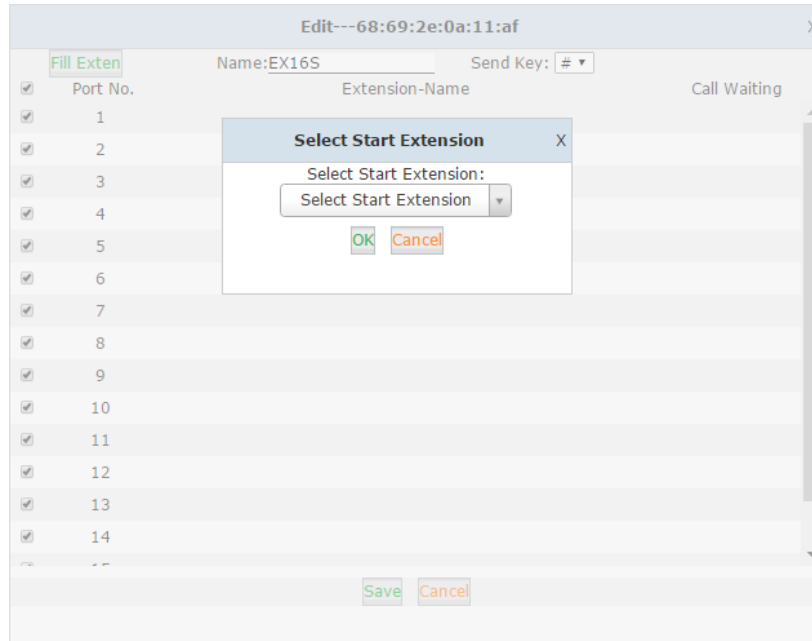 Edit---68:69:2e:0a:11:af X
Fill Exten Name:EX16S Send Key: # ▼
Port No. Extension-Name Call Waiting
1
Select Start Extension X
2
Select Start Extension:
3
Select Start Extension
4
OK Cancel
5
6
7
8
9
10
11
12
13
14
15
Save Cancel